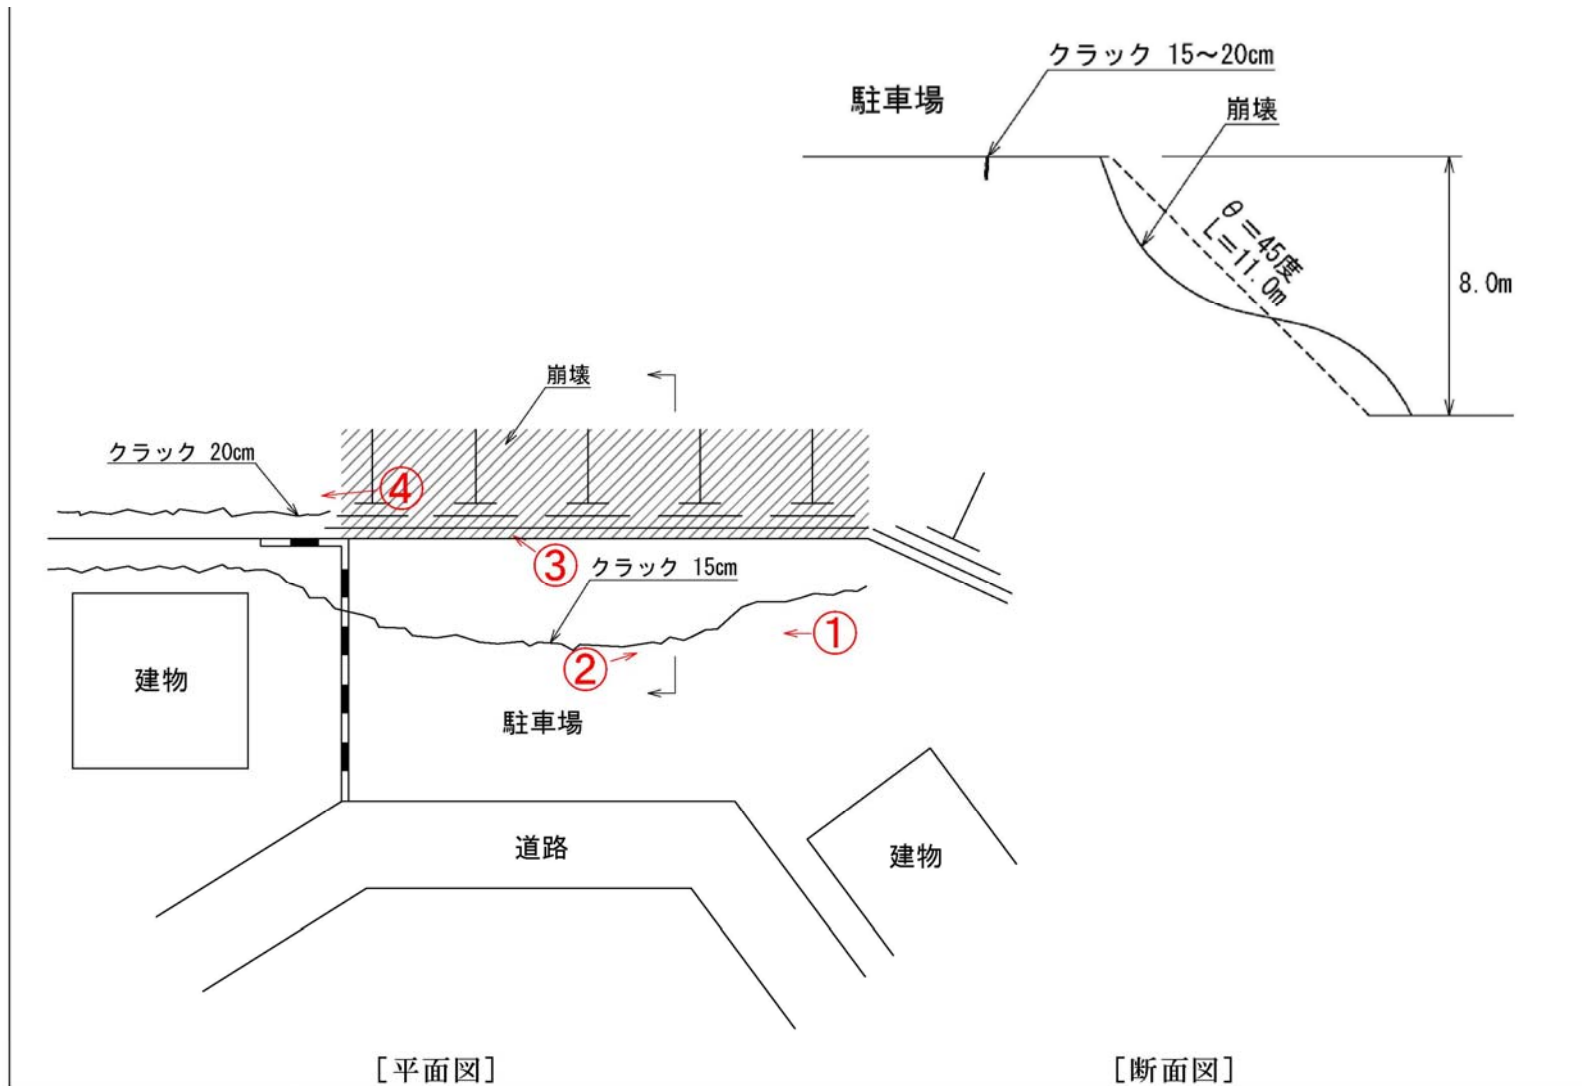 クラック 15～20cm
駐車場
崩壊
θ＝45度
L＝11.0m
8.0m
崩壊
クラック 20cm
④
③
クラック 15cm
①
②
建物
駐車場
道路
建物
[平面図]
[断面図]